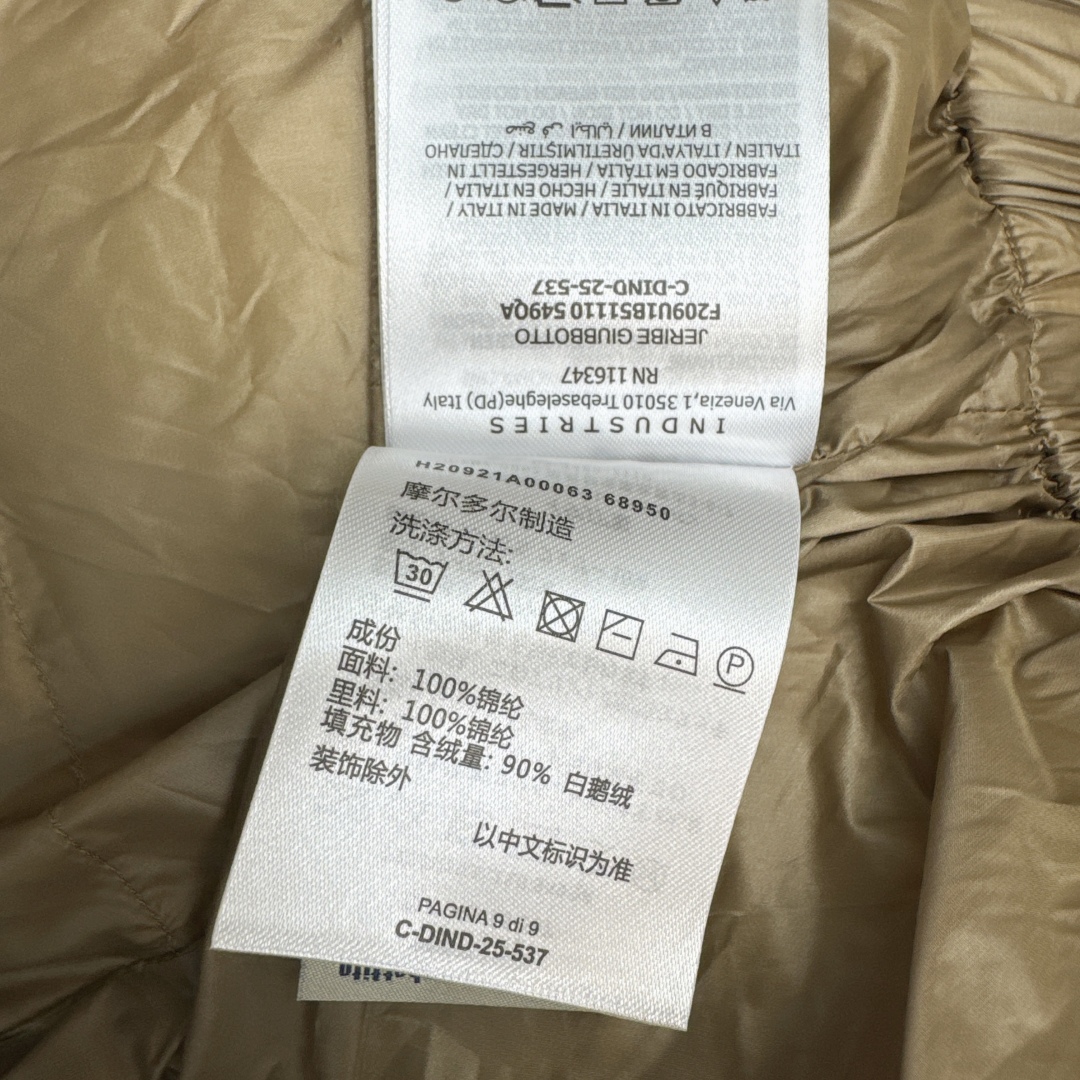 INDUSTRIES
Via Venezia,1 35010 Trebaseleghe(PD) Italy
RN 116347
JERIBE GIUBBOTTO
F209U1B51110 549QA
C-DIND-25-537
FABBRICATO IN ITALIA / MADE IN ITALY /
FABRIQUÉ EN ITALIE / HECHO EN ITALIA /
FABRICADO EM ITÁLIA / HERGESTELLT IN
ITALIEN / ITALYA'DA ÜRETILMIŞTIR / СДЕЛАНО
В ИТАЛИИ / صنع في إيطاليا
H20921A00063 68950
摩尔多尔制造
洗涤方法:
30
P
成份
面料: 100%锦纶
里料: 100%锦纶
填充物 含绒量: 90% 白鹅绒
装饰除外
以中文标识为准
PAGINA 9 di 9
C-DIND-25-537